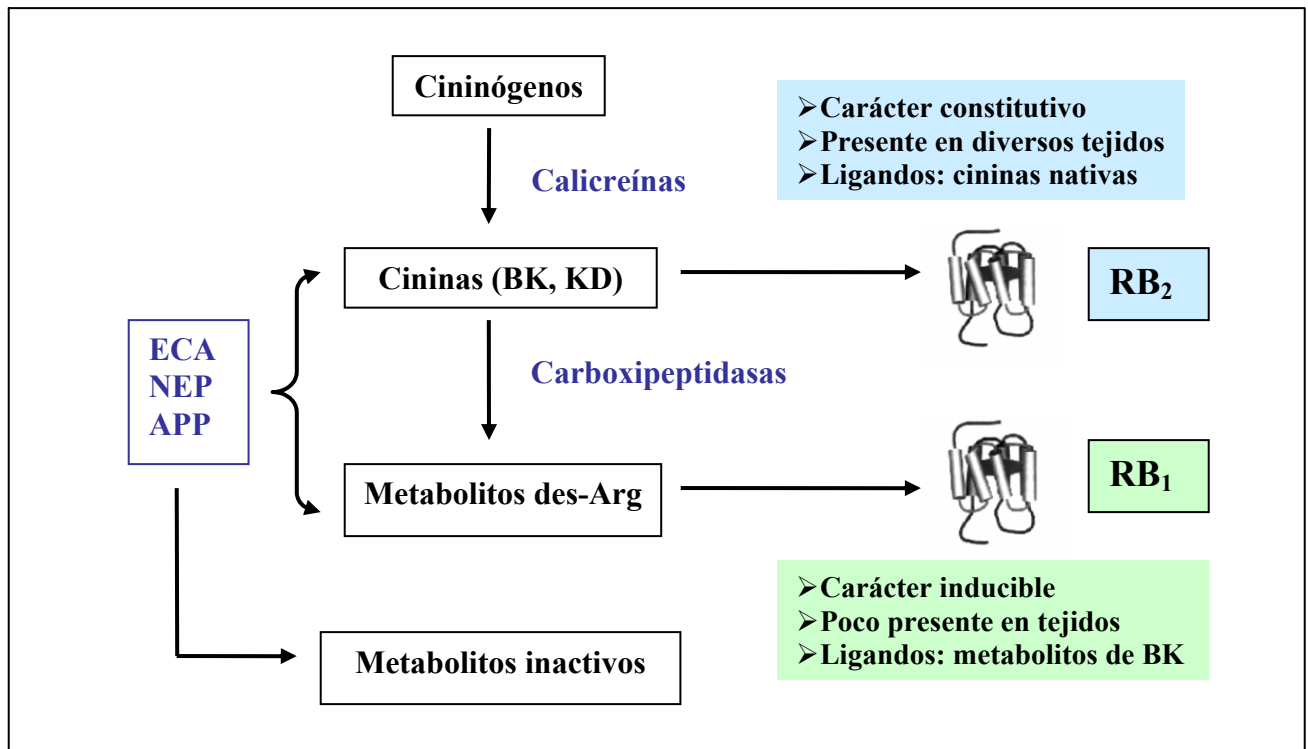 Cininógenos
➢Carácter constitutivo
➢Presente en diversos tejidos
➢Ligandos: cininas nativas
Calicreínas
Cininas (BK, KD)
RB₂
ECA
NEP
APP
Carboxipeptidasas
Metabolitos des-Arg
RB₁
➢Carácter inducible
➢Poco presente en tejidos
➢Ligandos: metabolitos de BK
Metabolitos inactivos